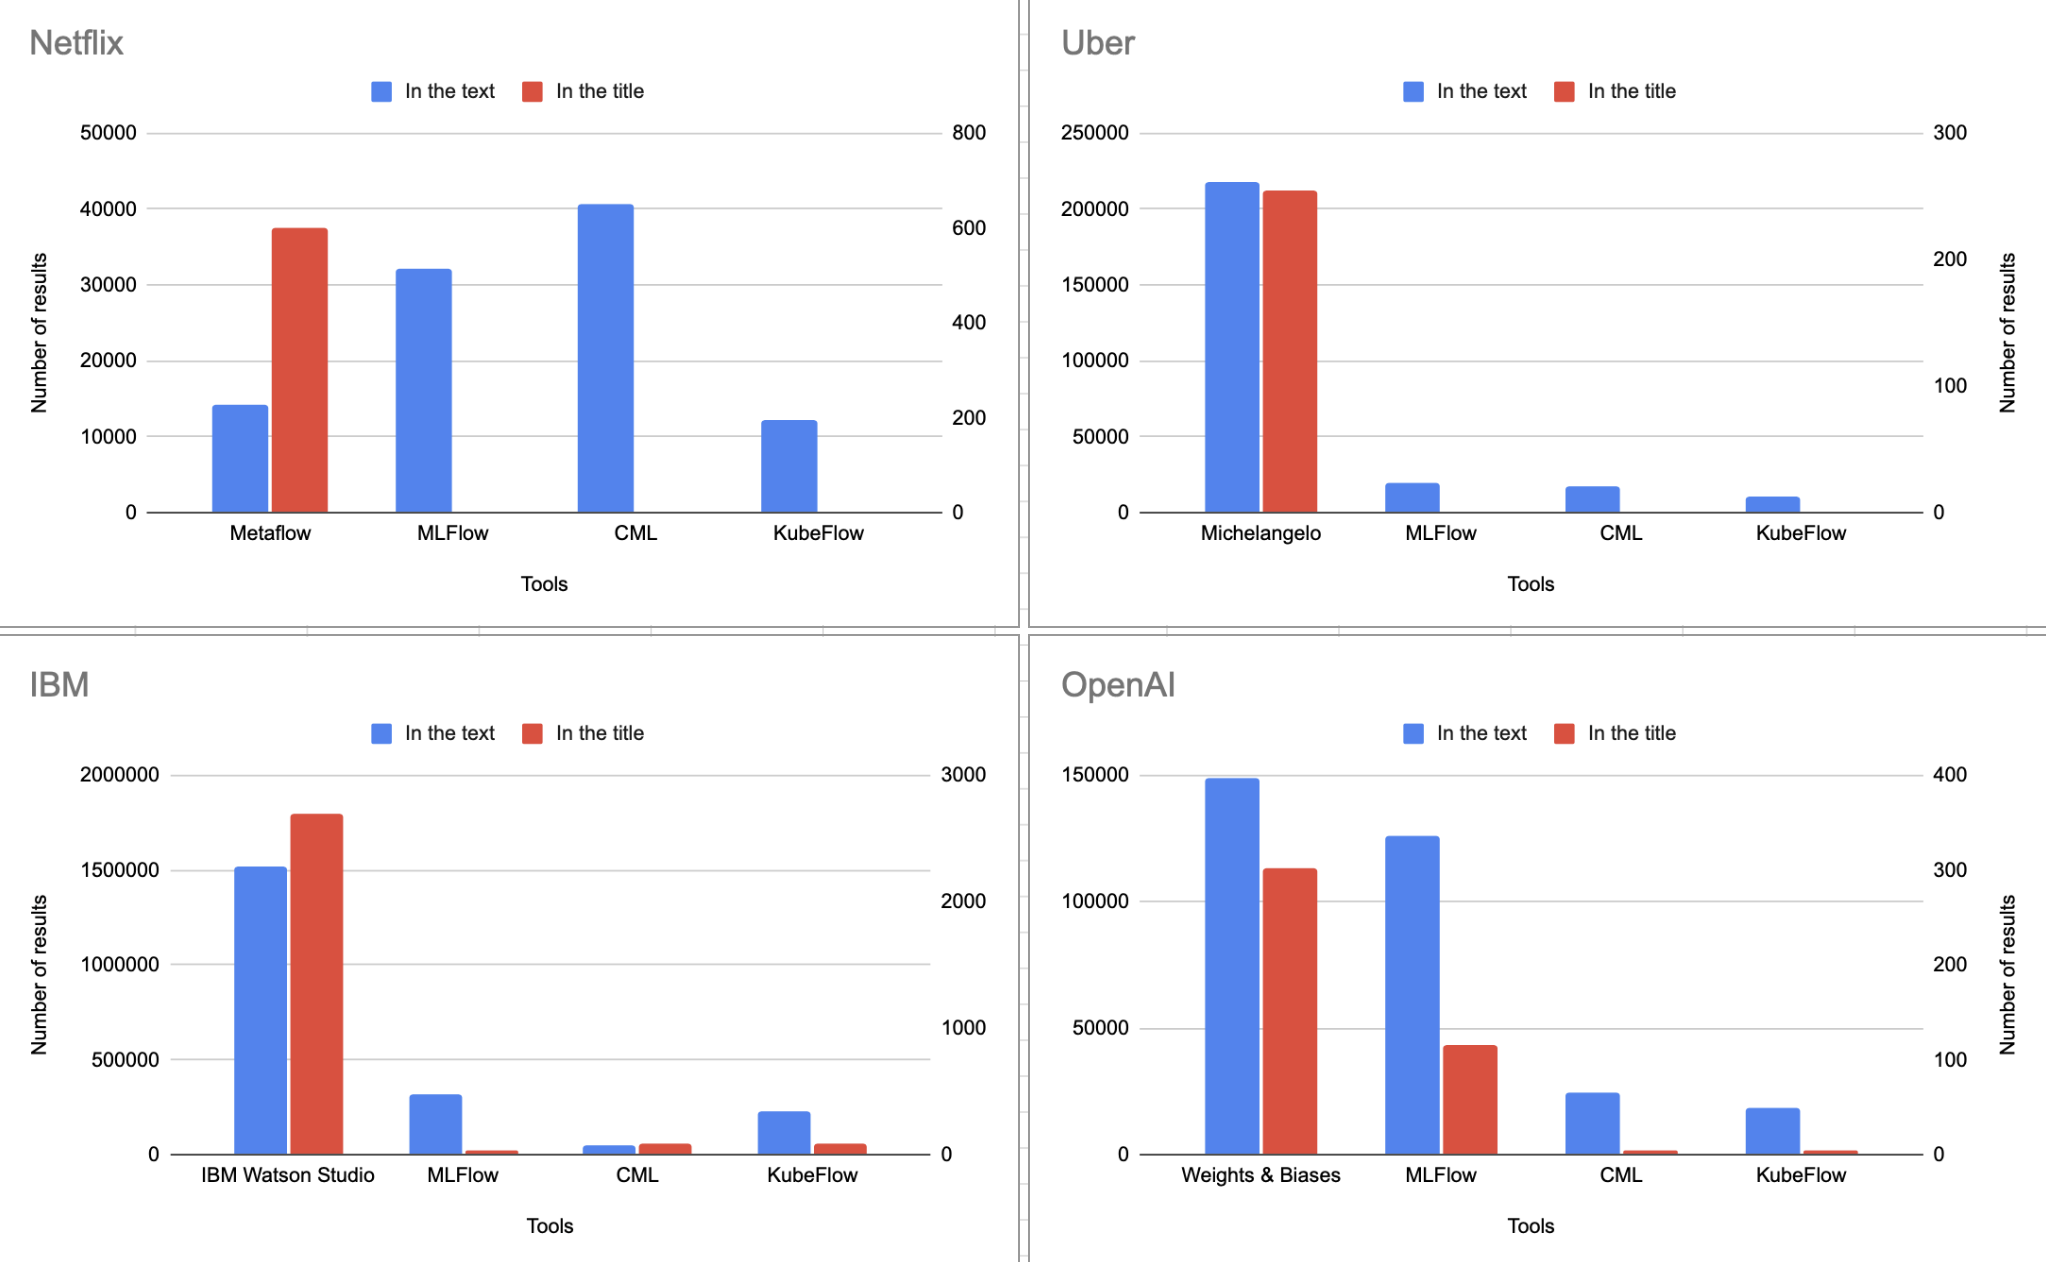 Netflix
In the text In the title
50000
40000
30000
20000
10000
0
800
600
400
200
0
Number of results
Metaflow MLFlow CML KubeFlow
Tools
Uber
In the text In the title
250000
200000
150000
100000
50000
0
300
200
100
0
Number of results
Michelangelo MLFlow CML KubeFlow
Tools
IBM
In the text In the title
2000000
1500000
1000000
500000
0
3000
2000
1000
0
Number of results
IBM Watson Studio MLFlow CML KubeFlow
Tools
OpenAI
In the text In the title
150000
100000
50000
0
400
300
200
100
0
Number of results
Weights & Biases MLFlow CML KubeFlow
Tools